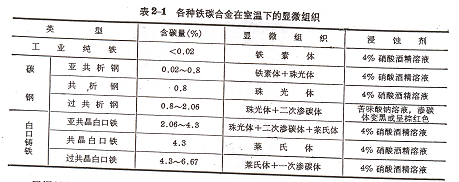 表2-1 各种铁碳合金在室温下的显微组织
类 型 含碳量(%) 显 微 组 织 浸 蚀 剂
工 业 纯 铁 <0.02 铁 素 体 4% 硝酸酒精溶液
碳 钢 亚共析钢 0.02~0.8 铁素体+珠光体 4% 硝酸酒精溶液
共 析 钢 0.8 珠 光 体 4% 硝酸酒精溶液
过共析钢 0.8~2.06 珠光体+二次渗碳体 苦味酸钠溶液，渗碳体变黑或呈棕红色
白口铸铁 亚共晶白口铁 2.06~4.3 珠光体+二次渗碳体+莱氏体 4% 硝酸酒精溶液
共晶白口铁 4.3 莱 氏 体 4% 硝酸酒精溶液
过共晶白口铁 4.3~6.67 莱氏体+一次渗碳体 4% 硝酸酒精溶液